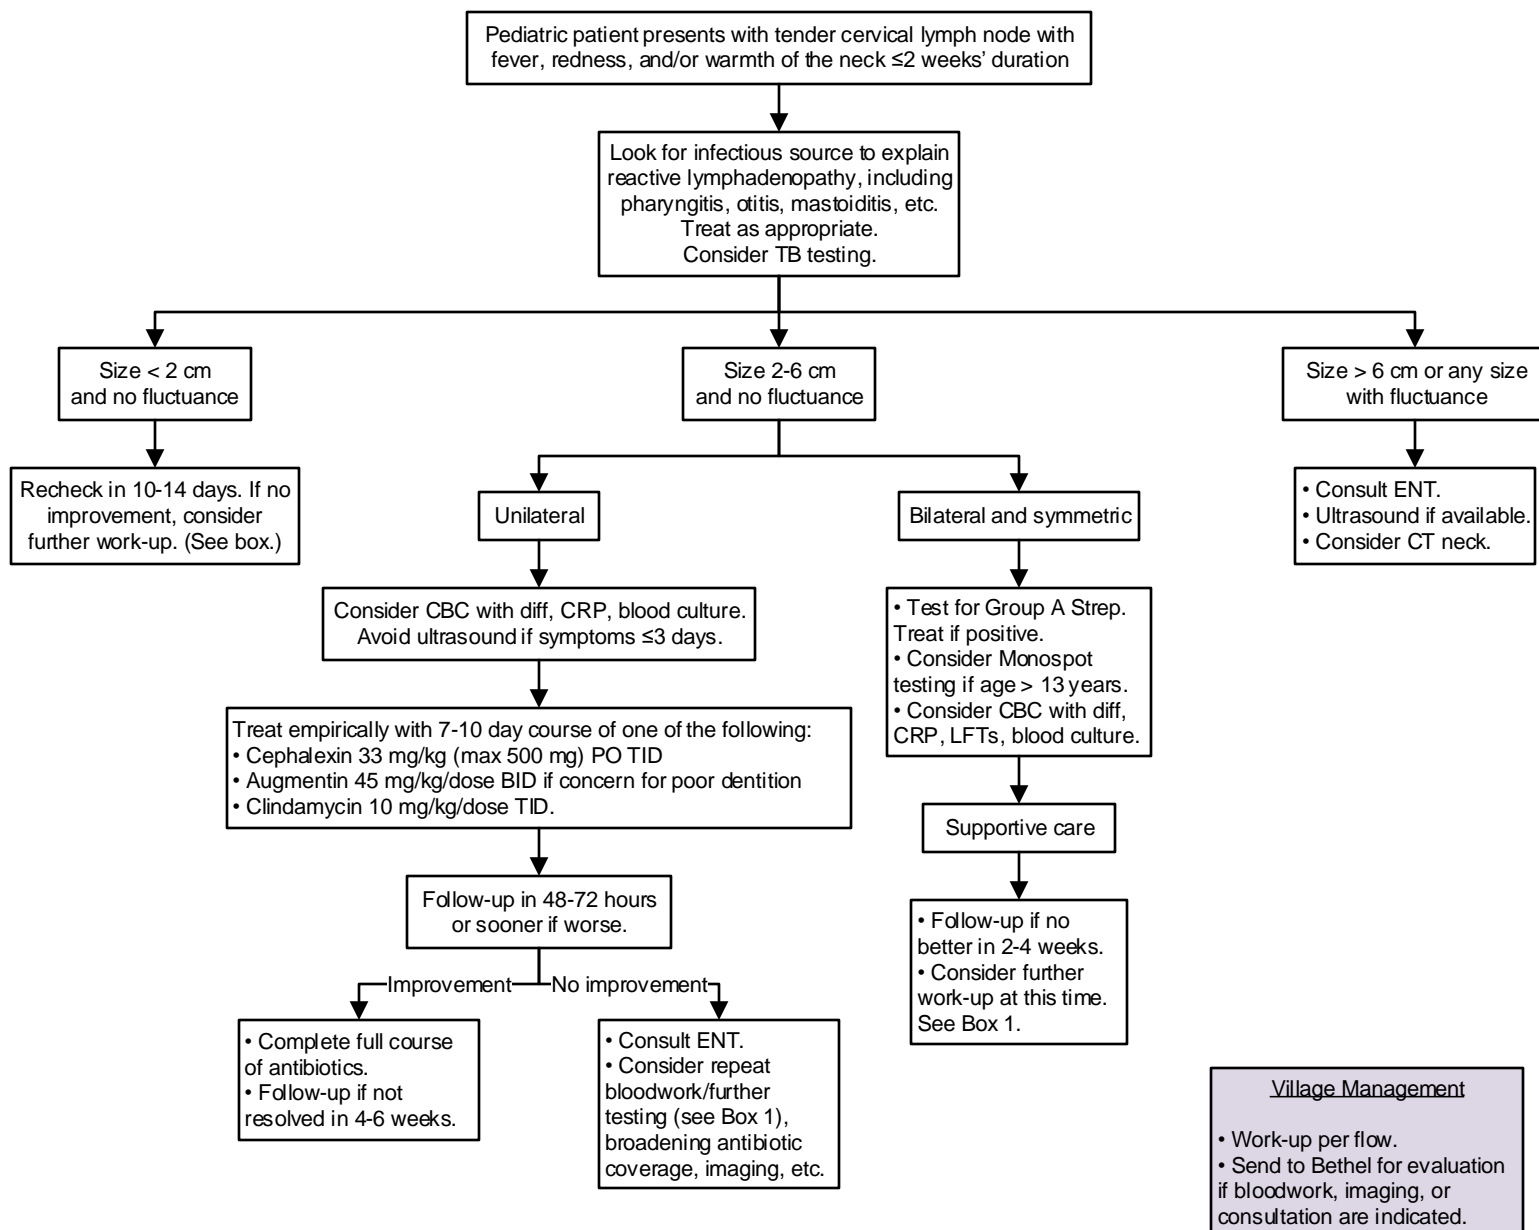 Pediatric patient presents with tender cervical lymph node with
fever, redness, and/or warmth of the neck ≤2 weeks' duration
Look for infectious source to explain
reactive lymphadenopathy, including
pharyngitis, otitis, mastoiditis, etc.
Treat as appropriate.
Consider TB testing.
Size < 2 cm
and no fluctuance
Size 2-6 cm
and no fluctuance
Size > 6 cm or any size
with fluctuance
Recheck in 10-14 days. If no
improvement, consider
further work-up. (See box.)
Unilateral
Bilateral and symmetric
• Consult ENT.
• Ultrasound if available.
• Consider CT neck.
Consider CBC with diff, CRP, blood culture.
Avoid ultrasound if symptoms ≤3 days.
• Test for Group A Strep.
Treat if positive.
• Consider Monospot
testing if age > 13 years.
• Consider CBC with diff,
CRP, LFTs, blood culture.
Treat empirically with 7-10 day course of one of the following:
• Cephalexin 33 mg/kg (max 500 mg) PO TID
• Augmentin 45 mg/kg/dose BID if concern for poor dentition
• Clindamycin 10 mg/kg/dose TID.
Supportive care
Follow-up in 48-72 hours
or sooner if worse.
• Follow-up if no
better in 2-4 weeks.
• Consider further
work-up at this time.
See Box 1.
Improvement
No improvement
• Complete full course
of antibiotics.
• Follow-up if not
resolved in 4-6 weeks.
• Consult ENT.
• Consider repeat
bloodwork/further
testing (see Box 1),
broadening antibiotic
coverage, imaging, etc.
Village Management
• Work-up per flow.
• Send to Bethel for evaluation
if bloodwork, imaging, or
consultation are indicated.